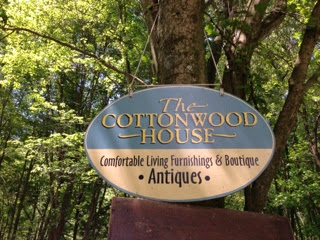 The
COTTONWOOD
HOUSE
Comfortable Living Furnishings & Boutique
• Antiques •